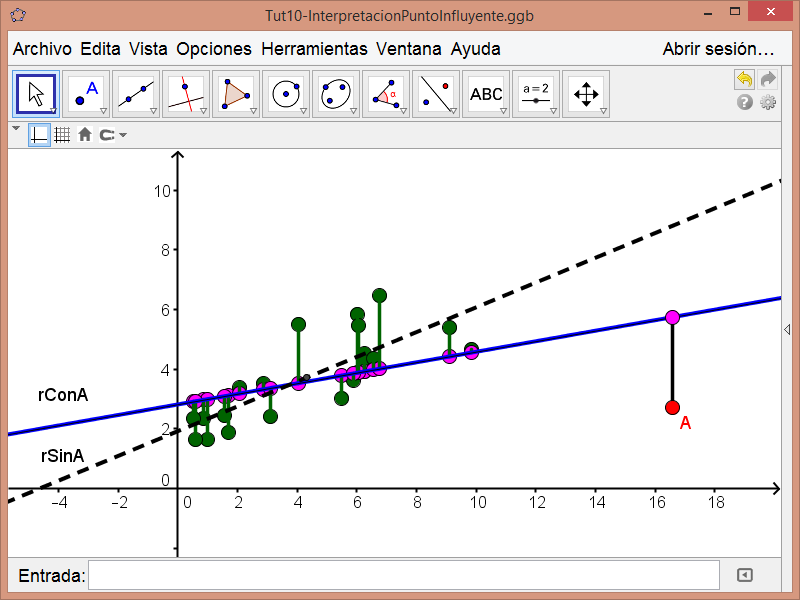 Tut10-InterpretacionPuntoInfluyente.ggb
Archivo Edita Vista Opciones Herramientas Ventana Ayuda Abrir sesión...
A α ABC a = 2
10
8
6
4
2
0
rConA
rSinA
A
-4 -2 0 2 4 6 8 10 12 14 16 18
Entrada: